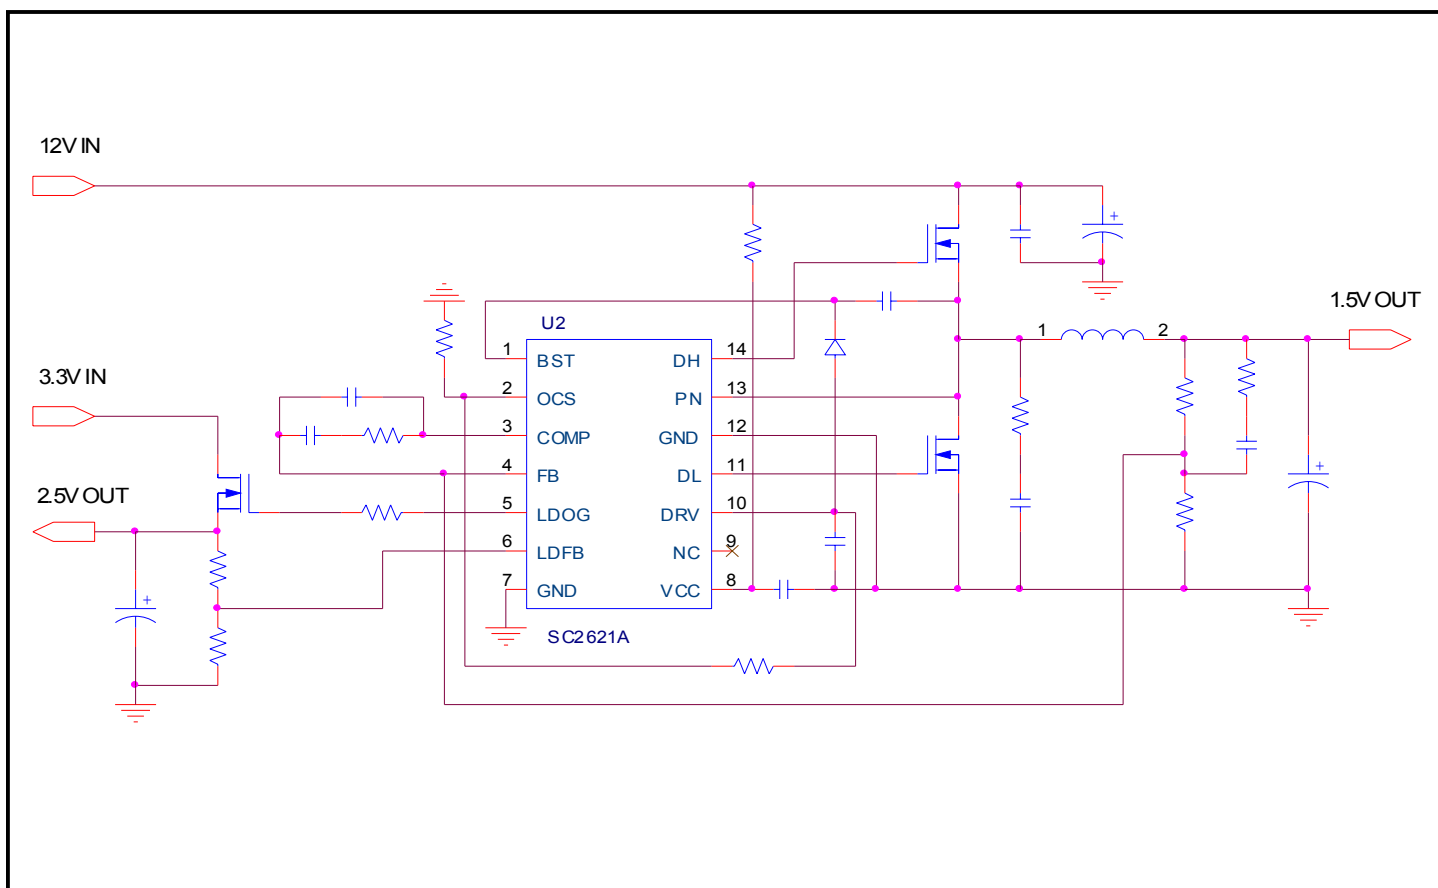 12V IN
1.5V OUT
3.3V IN
2.5V OUT
U2
1 BST DH 14
2 OCS PN 13
3 COMP GND 12
4 FB DL 11
5 LDOG DRV 10
6 LDFB NC 9
7 GND VCC 8
SC2621A
1 2
+
+
+